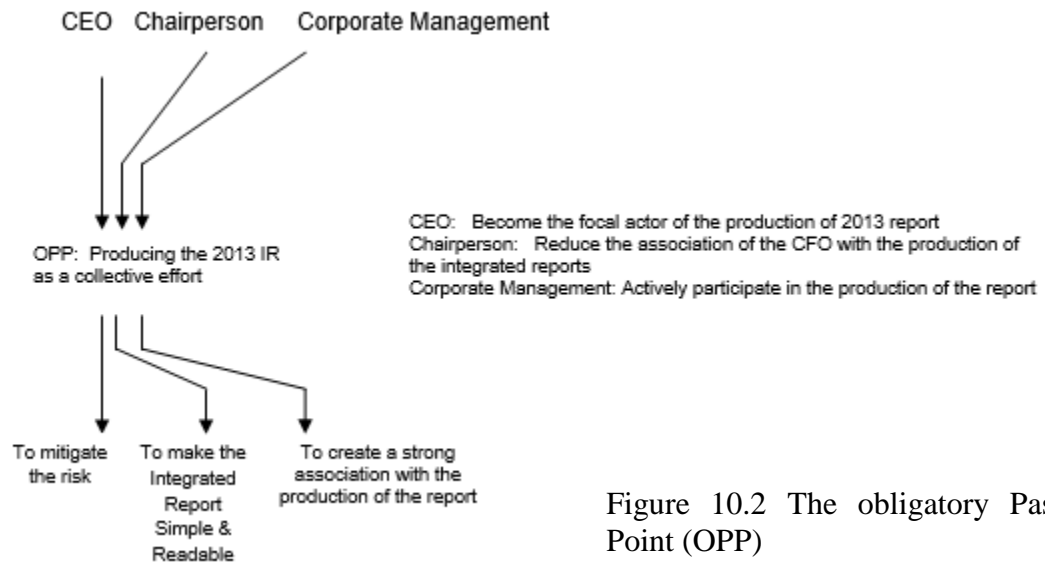 CEO Chairperson Corporate Management
OPP: Producing the 2013 IR
as a collective effort
CEO: Become the focal actor of the production of 2013 report
Chairperson: Reduce the association of the CFO with the production of
the integrated reports
Corporate Management: Actively participate in the production of the report
To mitigate
the risk
To make the
Integrated
Report
Simple &
Readable
To create a strong
association with the
production of the report
Figure 10.2 The obligatory
Point (OPP)